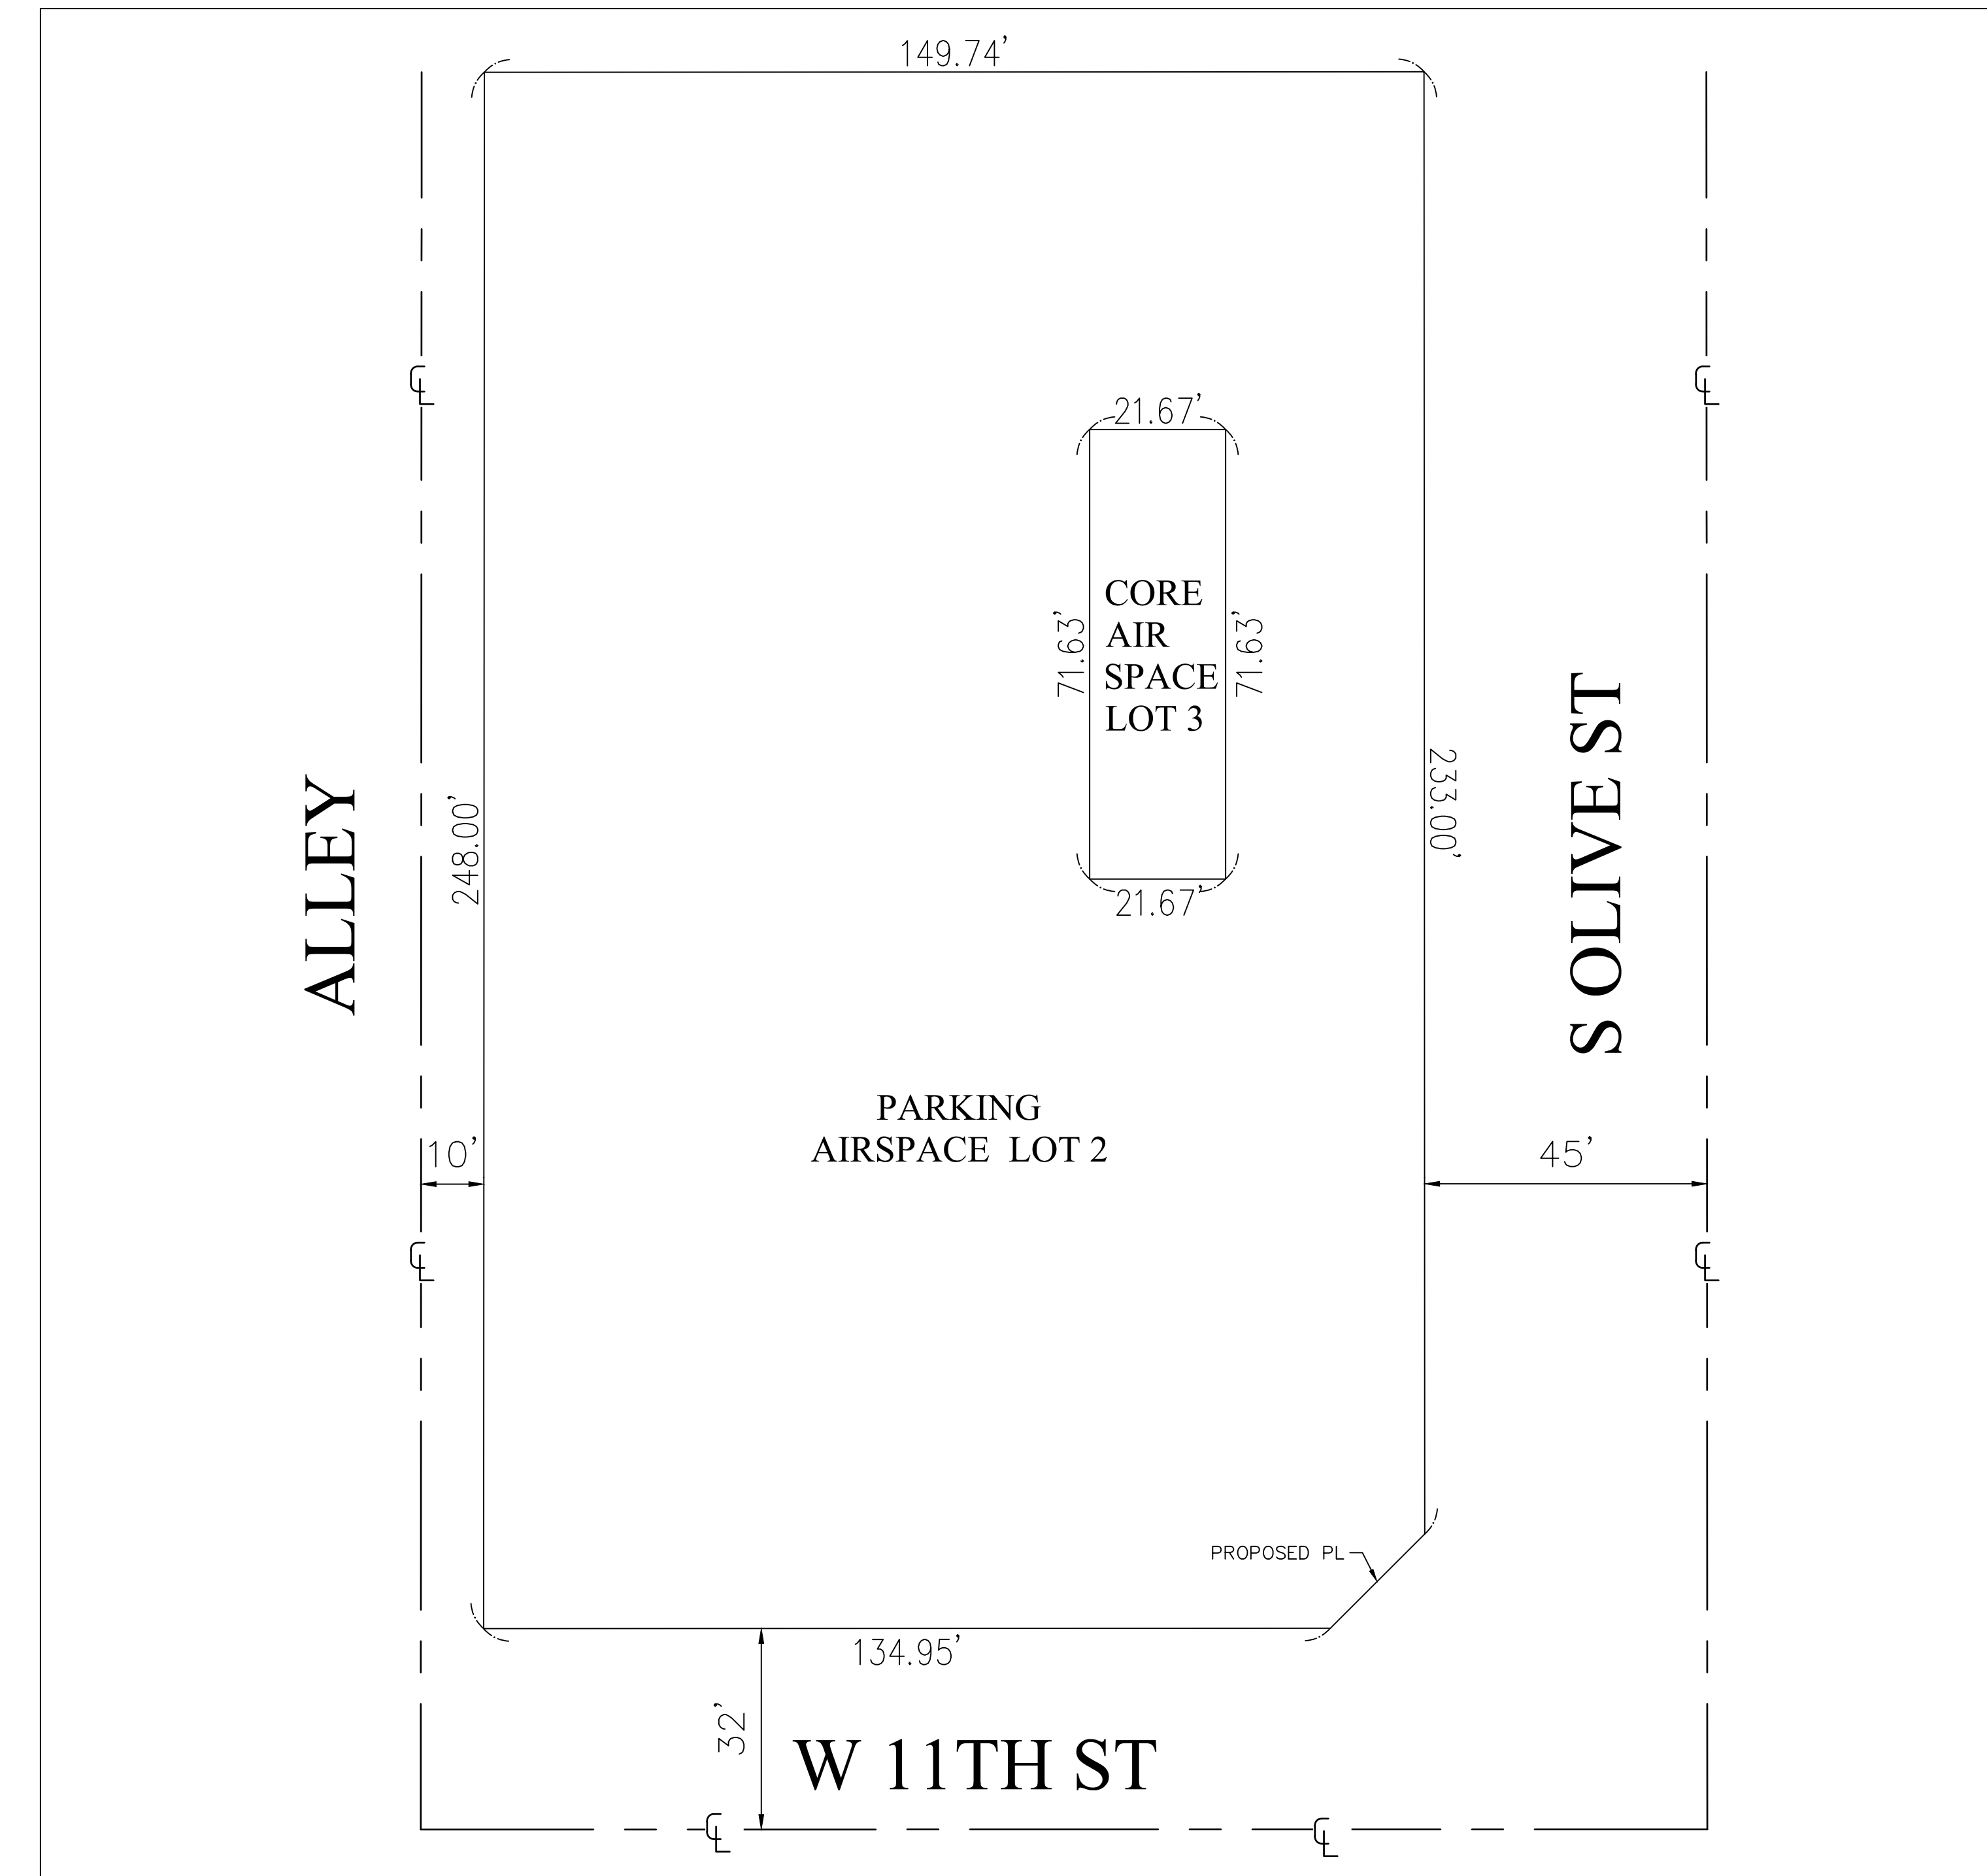 149.74'
21.67'
CORE
AIR
SPACE
LOT 3
71.63'
71.63'
21.67'
248.00'
233.00'
ALLEY
S OLIVE ST
PARKING
AIRSPACE LOT 2
10'
45'
PROPOSED PL
134.95'
32'
W 11TH ST